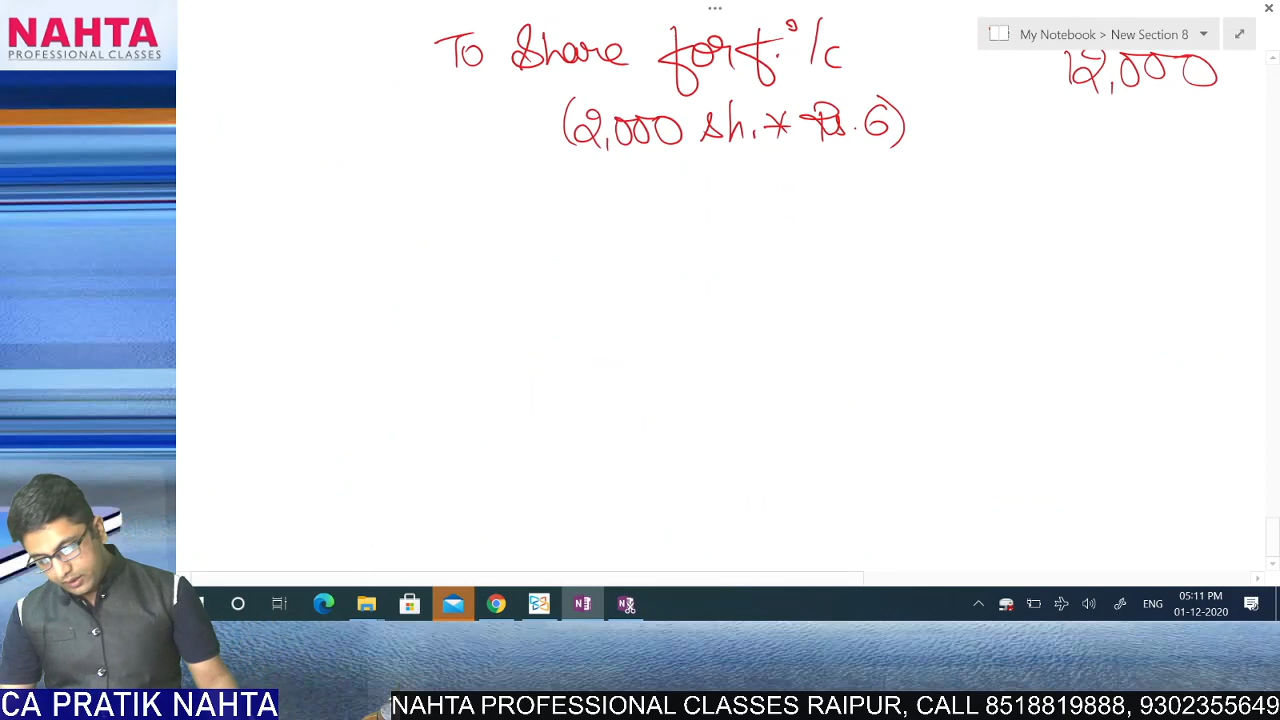 NAHTA
PROFESSIONAL CLASSES
My Notebook > New Section 8
To Share forf. a/c
12,000
(2,000 sh. * Rs. 6)
ENG
05:11 PM
01-12-2020
CA PRATIK NAHTA
NAHTA PROFESSIONAL CLASSES RAIPUR, CALL 8518819888, 9302355649